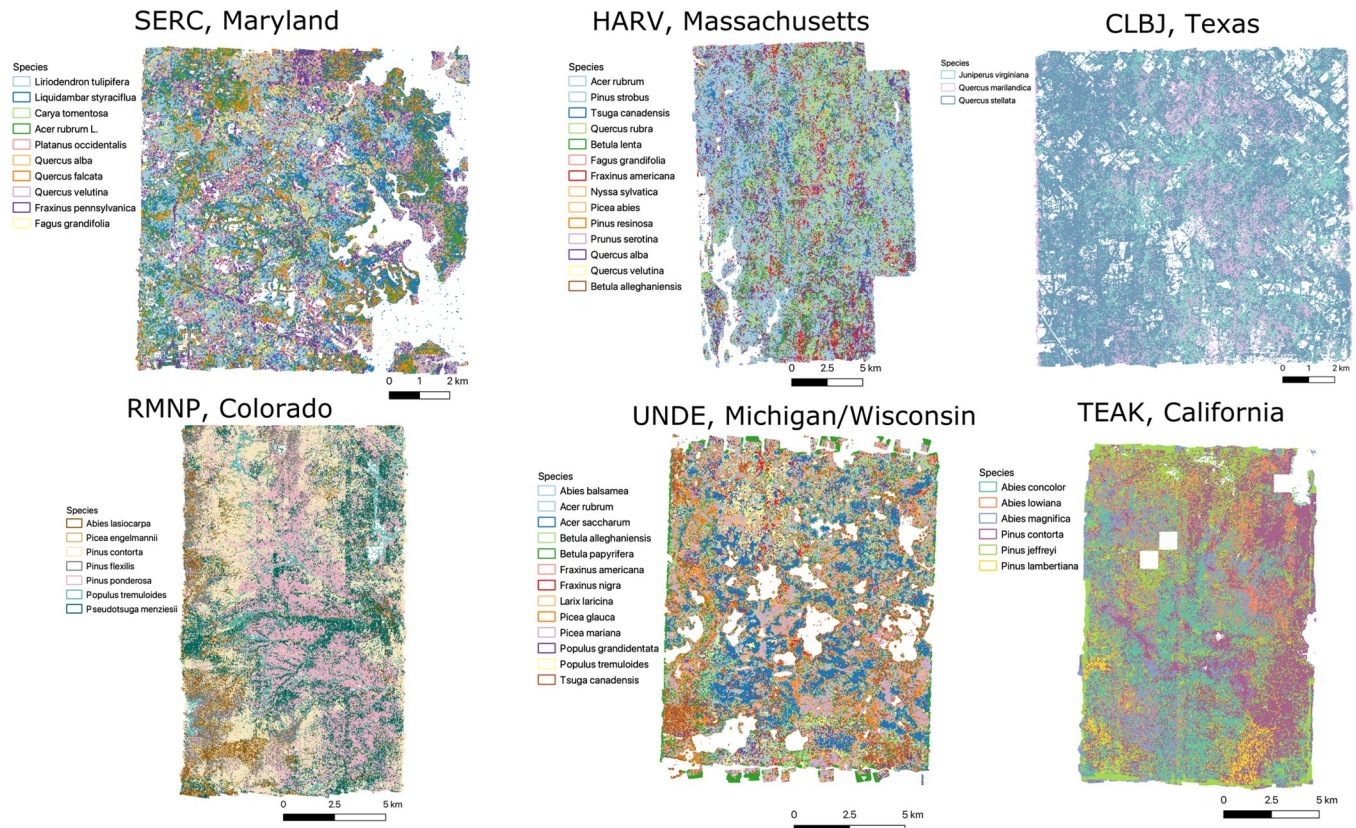 SERC, Maryland
Species
Liriodendron tulipifera
Liquidambar styraciflua
Carya tomentosa
Acer rubrum L.
Platanus occidentalis
Quercus alba
Quercus falcata
Quercus velutina
Fraxinus pennsylvanica
Fagus grandifolia
0 1 2 km
HARV, Massachusetts
Species
Acer rubrum
Pinus strobus
Tsuga canadensis
Quercus rubra
Betula lenta
Fagus grandifolia
Fraxinus americana
Nyssa sylvatica
Picea abies
Pinus resinosa
Prunus serotina
Quercus alba
Quercus velutina
Betula alleghaniensis
0 2.5 5 km
CLBJ, Texas
Species
Juniperus virginiana
Quercus marilandica
Quercus stellata
0 1 2 km
RMNP, Colorado
Species
Abies lasiocarpa
Picea engelmannii
Pinus contorta
Pinus flexilis
Pinus ponderosa
Populus tremuloides
Pseudotsuga menziesii
0 2.5 5 km
UNDE, Michigan/Wisconsin
Species
Abies balsamea
Acer rubrum
Acer saccharum
Betula alleghaniensis
Betula papyrifera
Fraxinus americana
Fraxinus nigra
Larix laricina
Picea glauca
Picea mariana
Populus grandidentata
Populus tremuloides
Tsuga canadensis
0 2.5 5 km
TEAK, California
Species
Abies concolor
Abies lowiana
Abies magnifica
Pinus contorta
Pinus jeffreyi
Pinus lambertiana
0 2.5 5 km